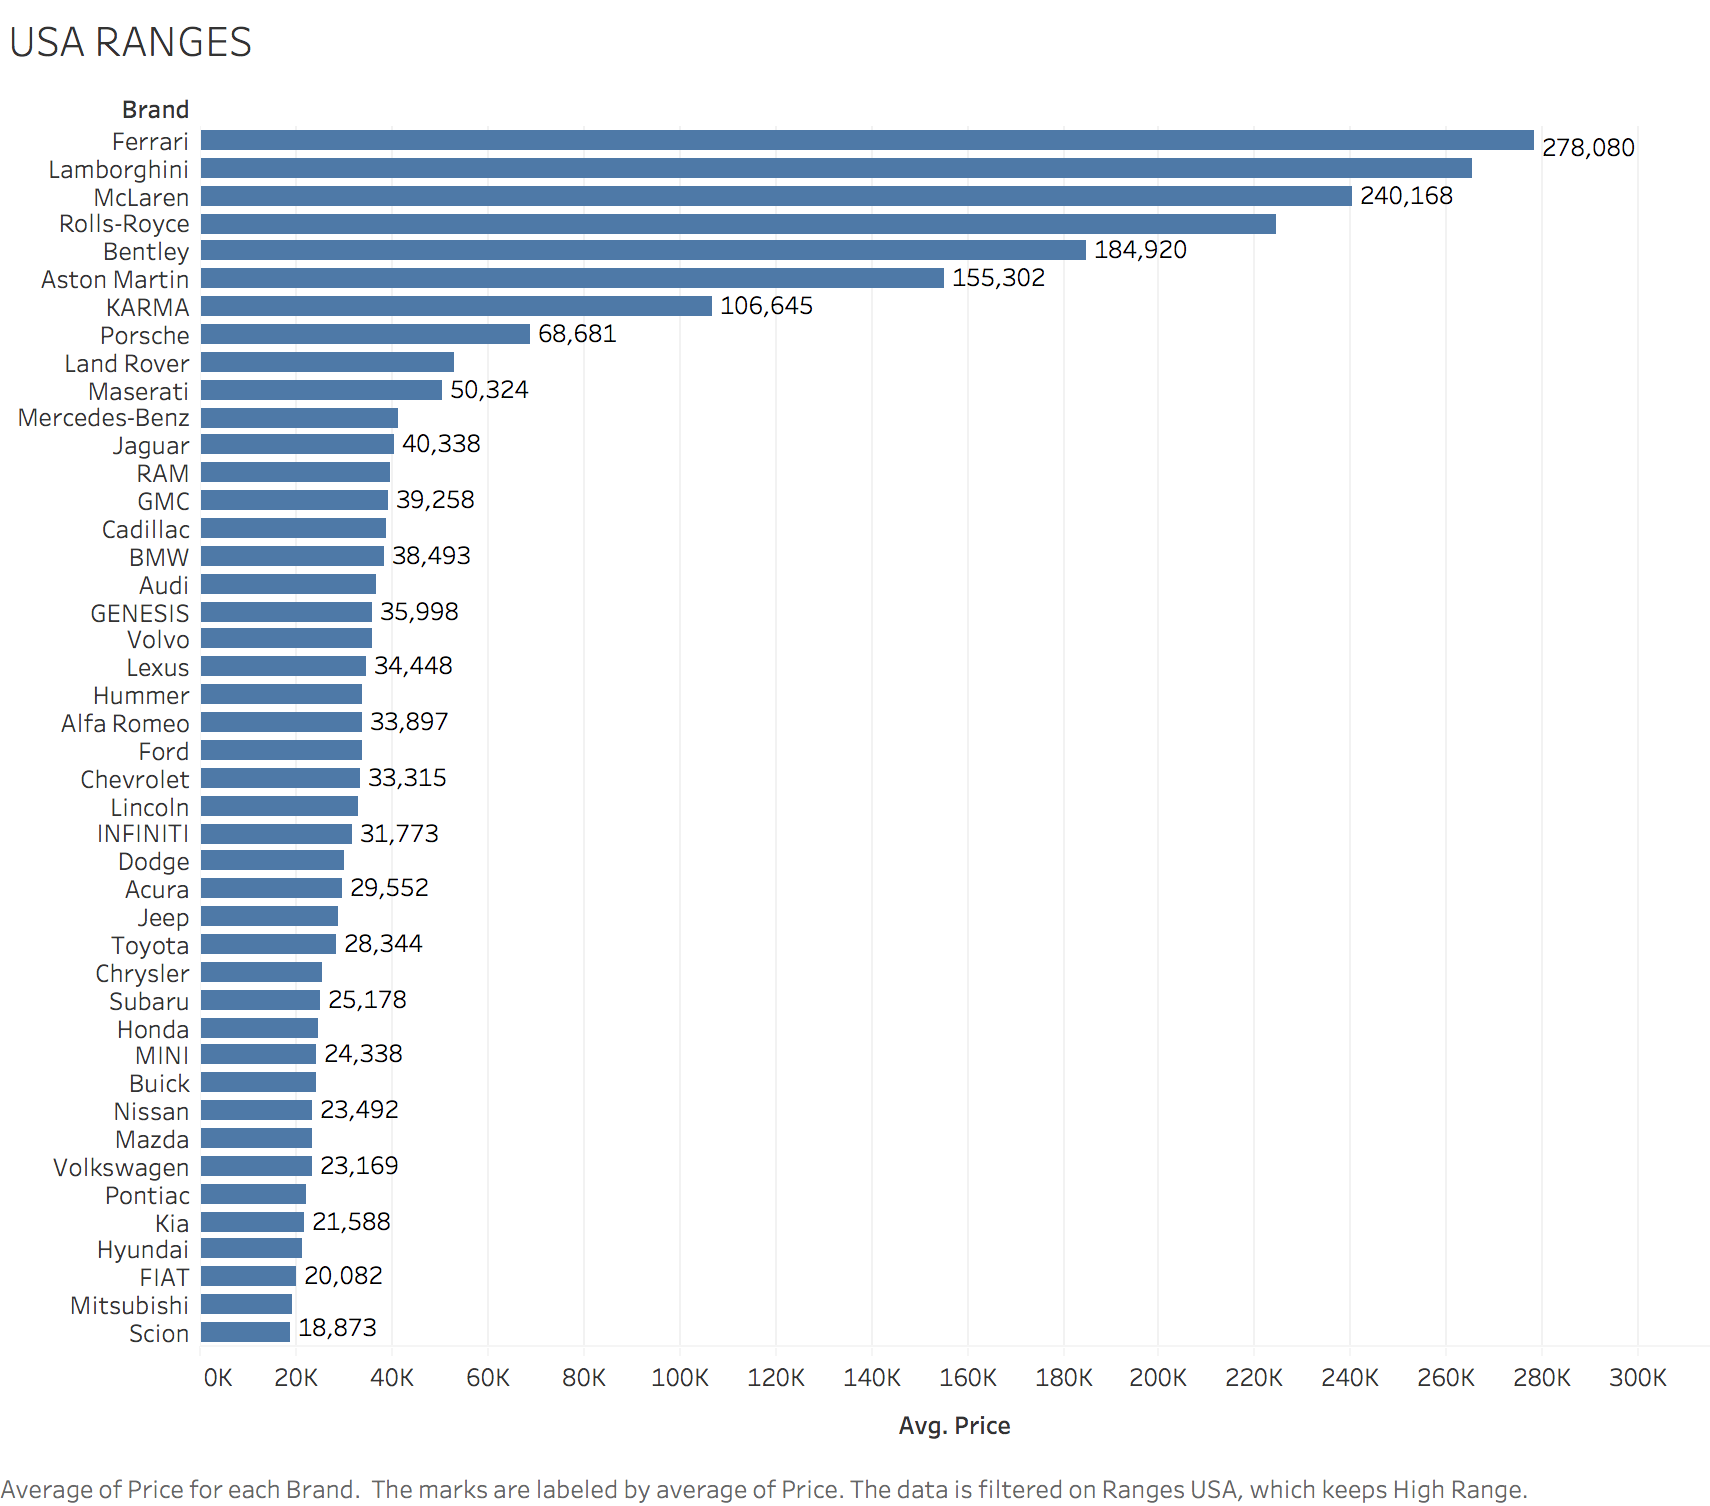 USA RANGES
Brand
Ferrari 278,080
Lamborghini
McLaren 240,168
Rolls-Royce
Bentley 184,920
Aston Martin 155,302
KARMA 106,645
Porsche 68,681
Land Rover
Maserati 50,324
Mercedes-Benz
Jaguar 40,338
RAM
GMC 39,258
Cadillac
BMW 38,493
Audi
GENESIS 35,998
Volvo
Lexus 34,448
Hummer
Alfa Romeo 33,897
Ford
Chevrolet 33,315
Lincoln
INFINITI 31,773
Dodge
Acura 29,552
Jeep
Toyota 28,344
Chrysler
Subaru 25,178
Honda
MINI 24,338
Buick
Nissan 23,492
Mazda
Volkswagen 23,169
Pontiac
Kia 21,588
Hyundai
FIAT 20,082
Mitsubishi
Scion 18,873
0K 20K 40K 60K 80K 100K 120K 140K 160K 180K 200K 220K 240K 260K 280K 300K
Avg. Price
Average of Price for each Brand.  The marks are labeled by average of Price. The data is filtered on Ranges USA, which keeps High Range.